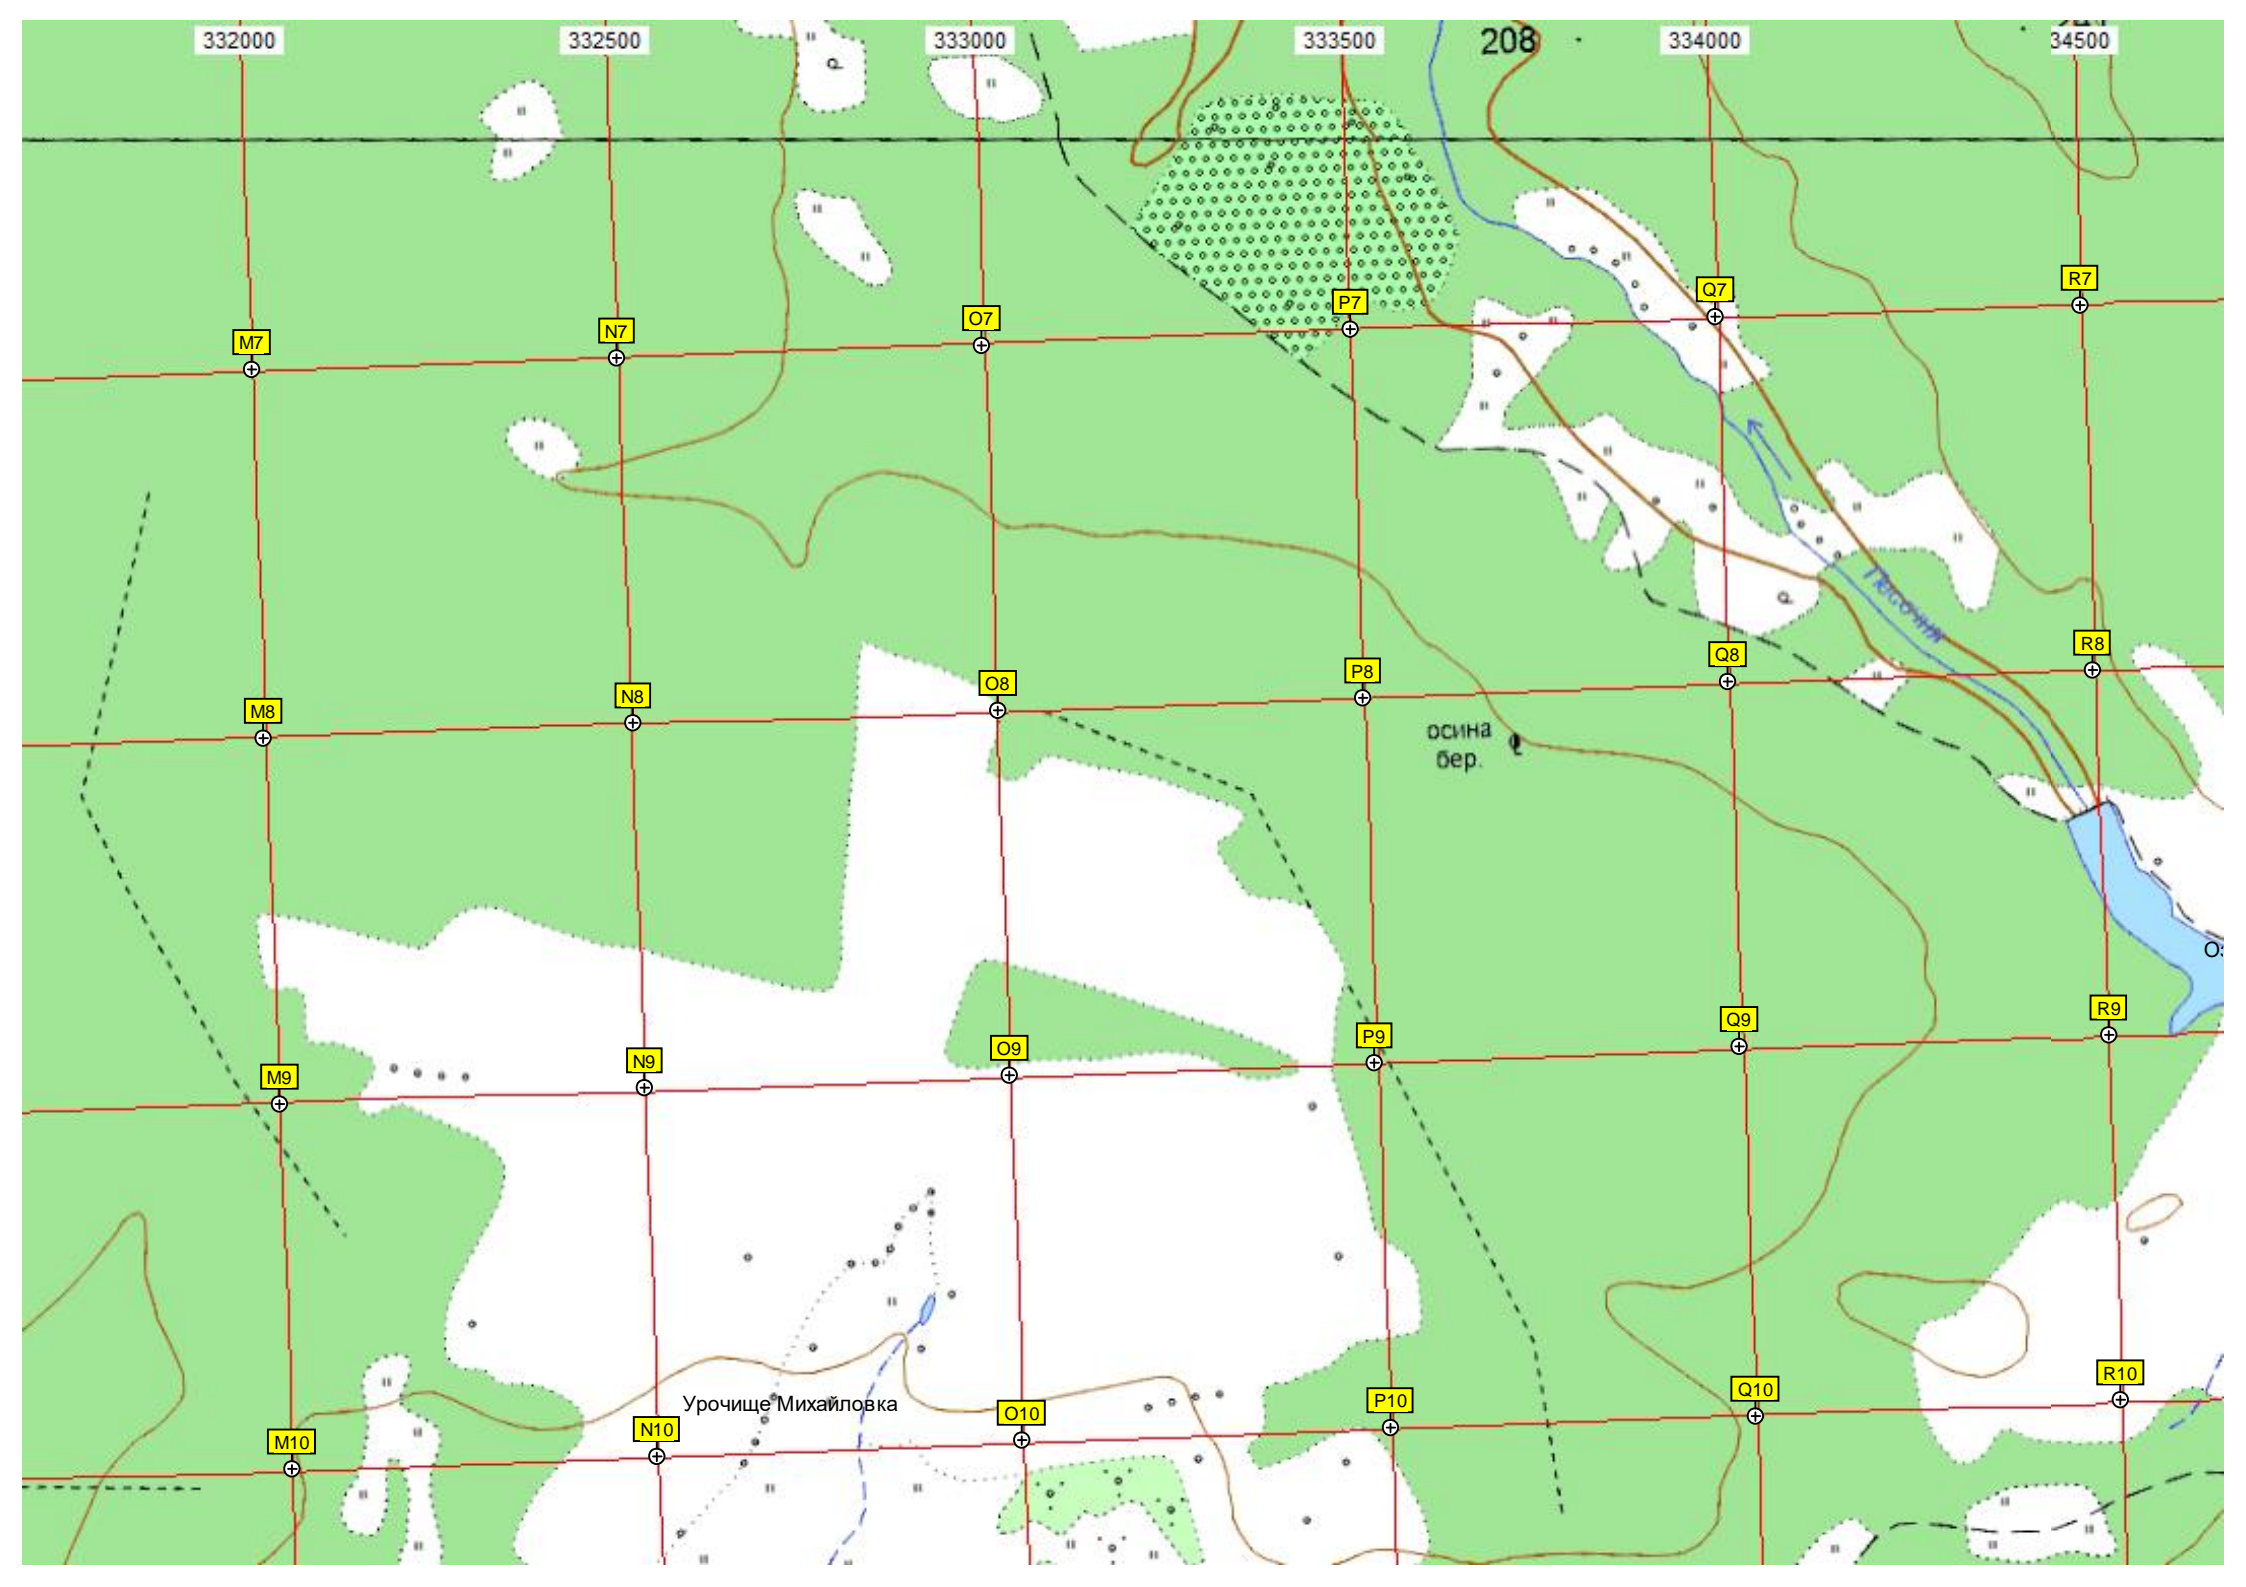 332000 332500 333000 333500 208 334000 34500
Q7 R7
M7 N7 O7 P7
Песочня
M8 N8 O8 P8 Q8 R8
осина
бер.
M9 N9 O9 P9 Q9 R9
Урочище Михайловка
M10 N10 O10 P10 Q10 R10